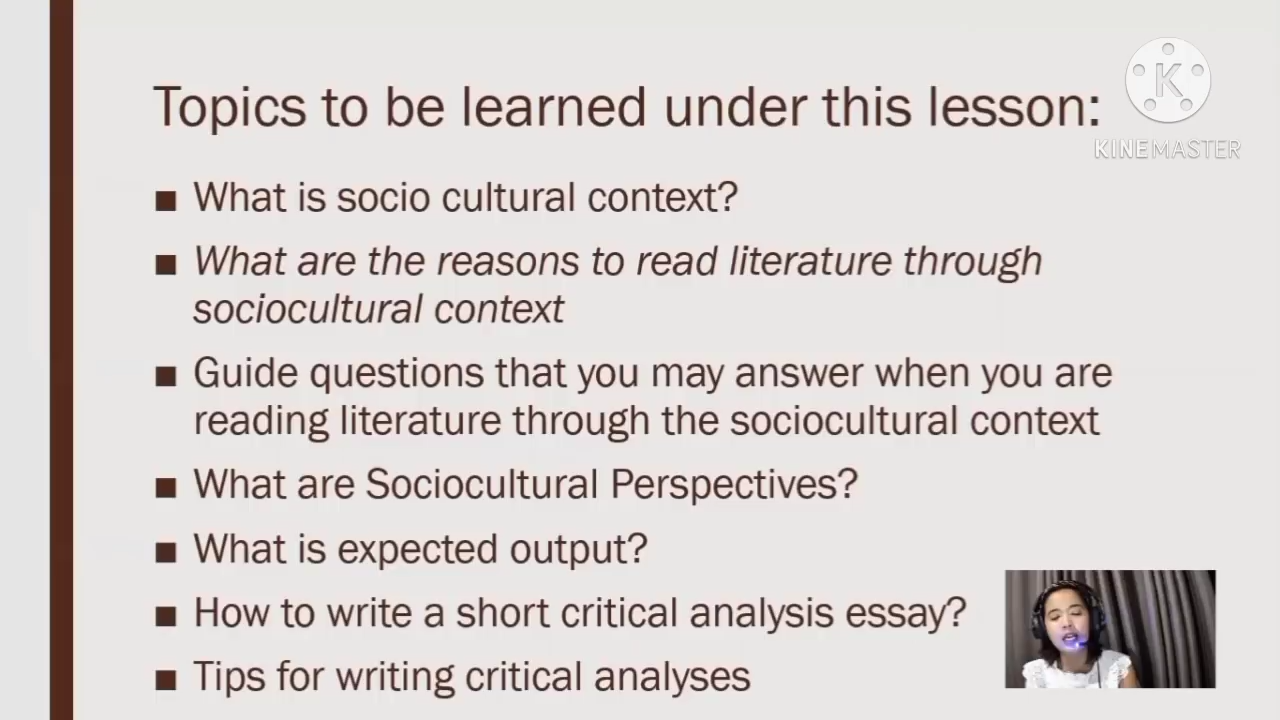 Topics to be learned under this lesson:
K
KINEMASTER
■ What is socio cultural context?
■ What are the reasons to read literature through
sociocultural context
■ Guide questions that you may answer when you are
reading literature through the sociocultural context
■ What are Sociocultural Perspectives?
■ What is expected output?
■ How to write a short critical analysis essay?
■ Tips for writing critical analyses